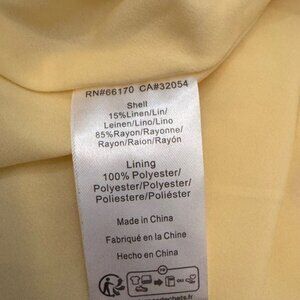 RN#66170 CA#32054
Shell
15%Linen/Lin/
Leinen/Lino/Lino
85%Rayon/Rayonne/
Rayon/Raion/Rayón
Lining
100% Polyester/
Polyester/Polyester/
Poliestere/Poliéster
Made in China
Fabriqué en la Chine
Hecho en China
FR